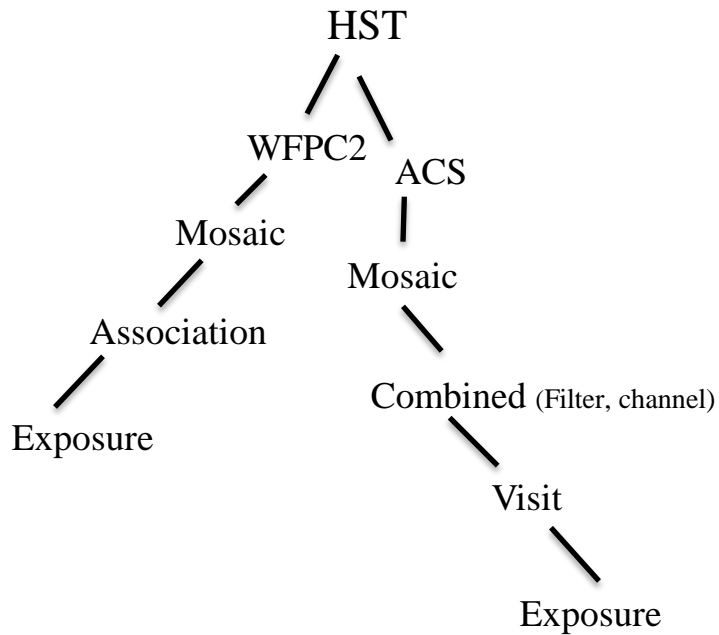 HST
WFPC2
ACS
Mosaic
Mosaic
Association
Combined (Filter, channel)
Exposure
Visit
Exposure